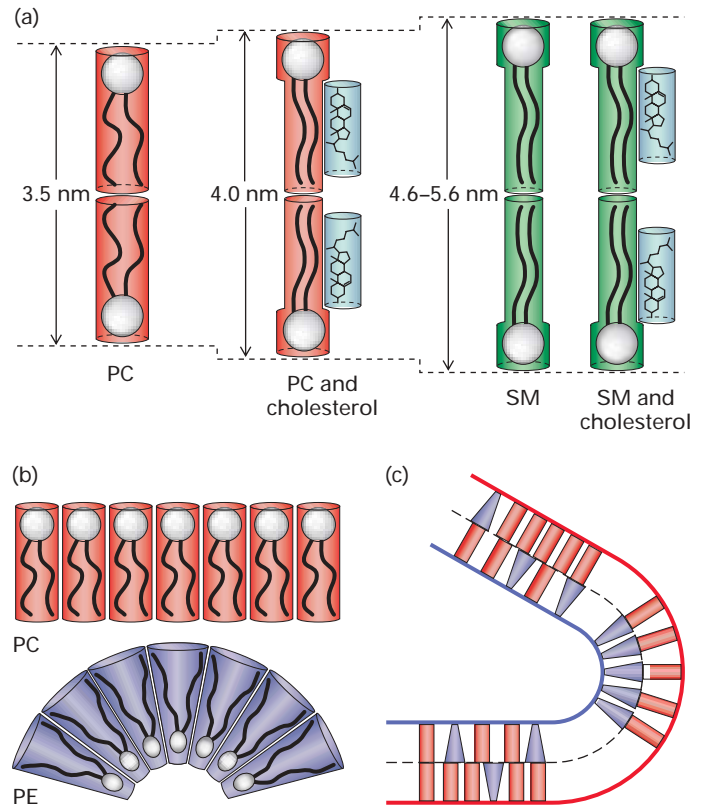 (a)
3.5 nm
4.0 nm
4.6–5.6 nm
PC
PC and
cholesterol
SM
SM and
cholesterol
(b)
PC
PE
(c)